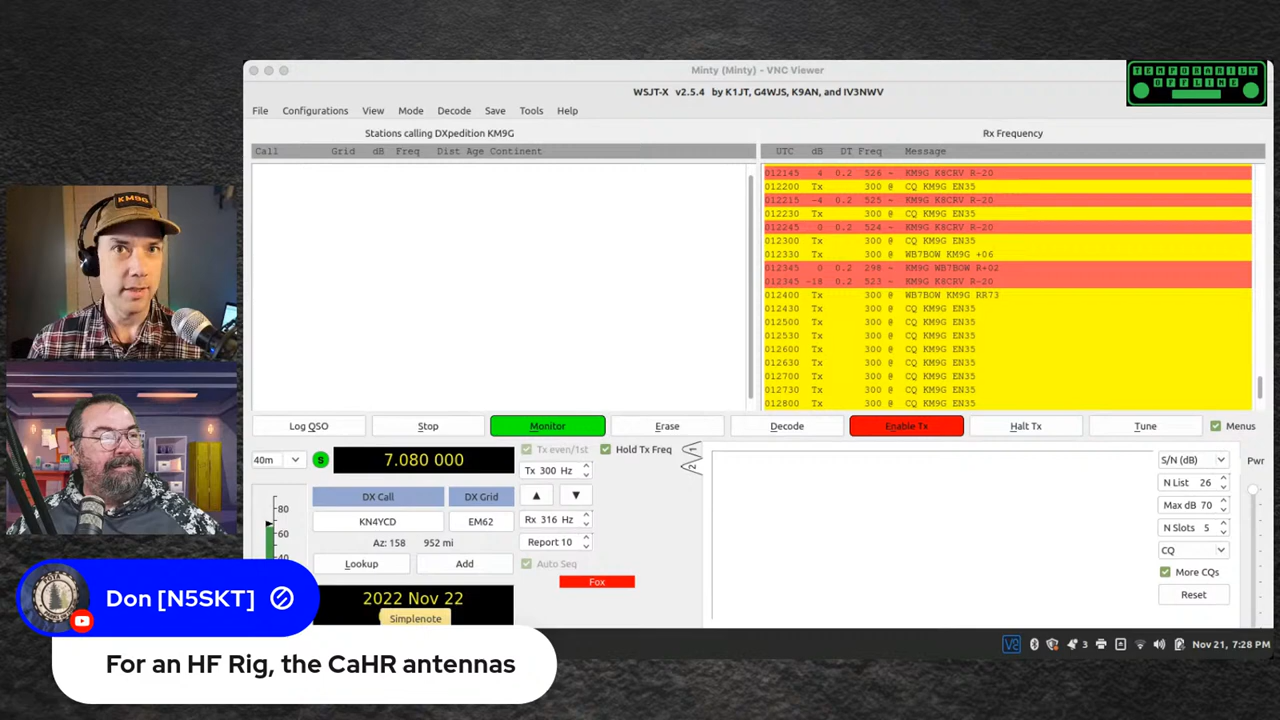 Minty (Minty) - VNC Viewer
TEMPORARILY
OFFLINE
WSJT-X v2.5.4 by K1JT, G4WJS, K9AN, and IV3NWV
File Configurations View Mode Decode Save Tools Help
Stations calling DXpedition KM9G
Call Grid dB Freq Dist Age Continent
Rx Frequency
UTC dB DT Freq Message
012145 4 0.2 526 ~ KM9G K8CRV R-20
012200 Tx 300 @ CQ KM9G EN35
012215 -4 0.2 525 ~ KM9G K8CRV R-20
012230 Tx 300 @ CQ KM9G EN35
012245 0 0.2 524 ~ KM9G K8CRV R-20
012300 Tx 300 @ CQ KM9G EN35
012330 Tx 300 @ WB7BOW KM9G +06
012345 0 0.2 298 ~ KM9G WB7BOW R+02
012345 -18 0.2 523 ~ KM9G K8CRV R-20
012400 Tx 300 @ WB7BOW KM9G RR73
012430 Tx 300 @ CQ KM9G EN35
012500 Tx 300 @ CQ KM9G EN35
012530 Tx 300 @ CQ KM9G EN35
012600 Tx 300 @ CQ KM9G EN35
012630 Tx 300 @ CQ KM9G EN35
012700 Tx 300 @ CQ KM9G EN35
012730 Tx 300 @ CQ KM9G EN35
012800 Tx 300 @ CQ KM9G EN35
KM9G
Log QSO Stop Monitor Erase Decode Enable Tx Halt Tx Tune Menus
40m S 7.080 000
Tx even/1st Hold Tx Freq
Tx 300 Hz
1
2
DX Call DX Grid
KN4YCD EM62
Rx 316 Hz
Az: 158 952 mi
Report 10
Lookup Add
Auto Seq
Fox
80
60
40
2022 Nov 22
Simplenote
S/N (dB)
Pwr
N List 26
Max dB 70
N Slots 5
CQ
More CQs
Reset
3 Nov 21, 7:28 PM
Don [N5SKT]
For an HF Rig, the CaHR antennas